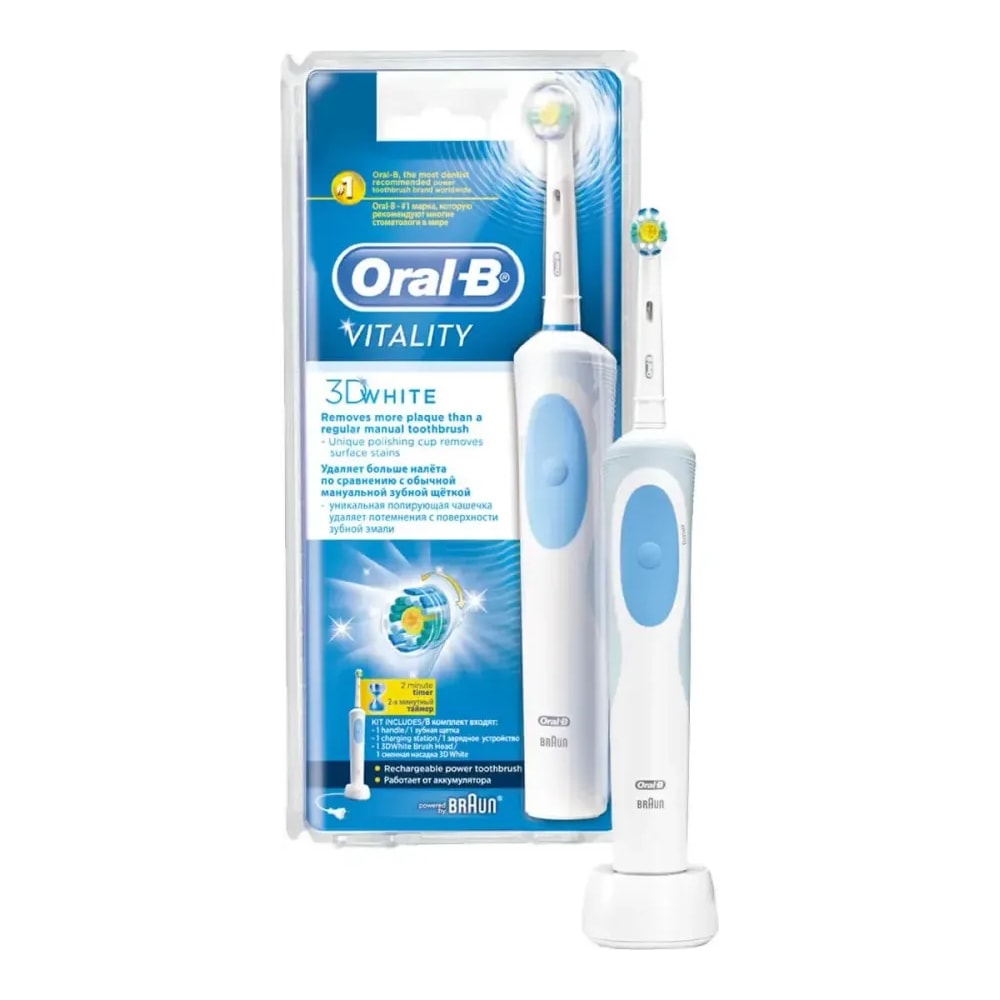 #1
Oral-B, the most dentist
recommended power
toothbrush brand worldwide
Oral-B - #1 марка, которую
рекомендуют многие
стоматологи в мире
Oral-B®
VITALITY
3DWHITE
Removes more plaque than a
regular manual toothbrush
- Unique polishing cup removes
surface stains
Удаляет больше налёта
по сравнению с обычной
мануальной зубной щёткой
- уникальная полирующая чашечка
удаляет потемнения с поверхности
зубной эмали
2 minute
timer
2-х минутный
таймер
KIT INCLUDES/В комплект входят:
- 1 handle/1 зубная щетка
- 1 charging station/1 зарядное устройство
- 1 3DWhite Brush Head/
1 сменная насадка 3D White
• Rechargeable power toothbrush
• Работает от аккумулятора
powered
by BRAUN®
Oral-B
BRAUN
Oral-B
Oral-B
BRAUN